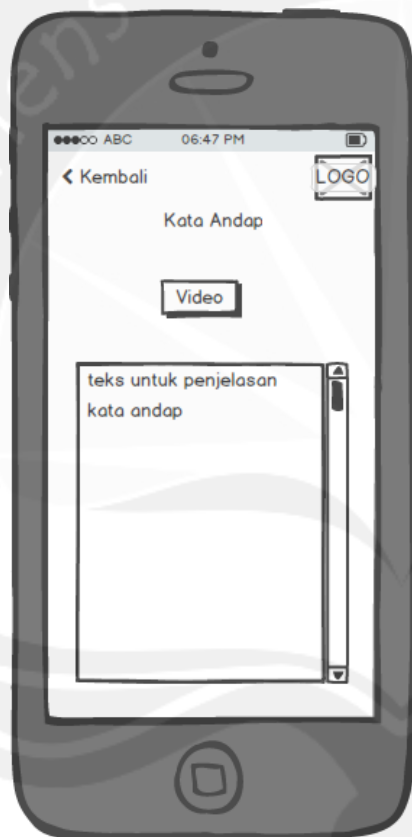 ABC 06:47 PM
Kembali LOGO
Kata Andap
Video
teks untuk penjelasan
kata andap